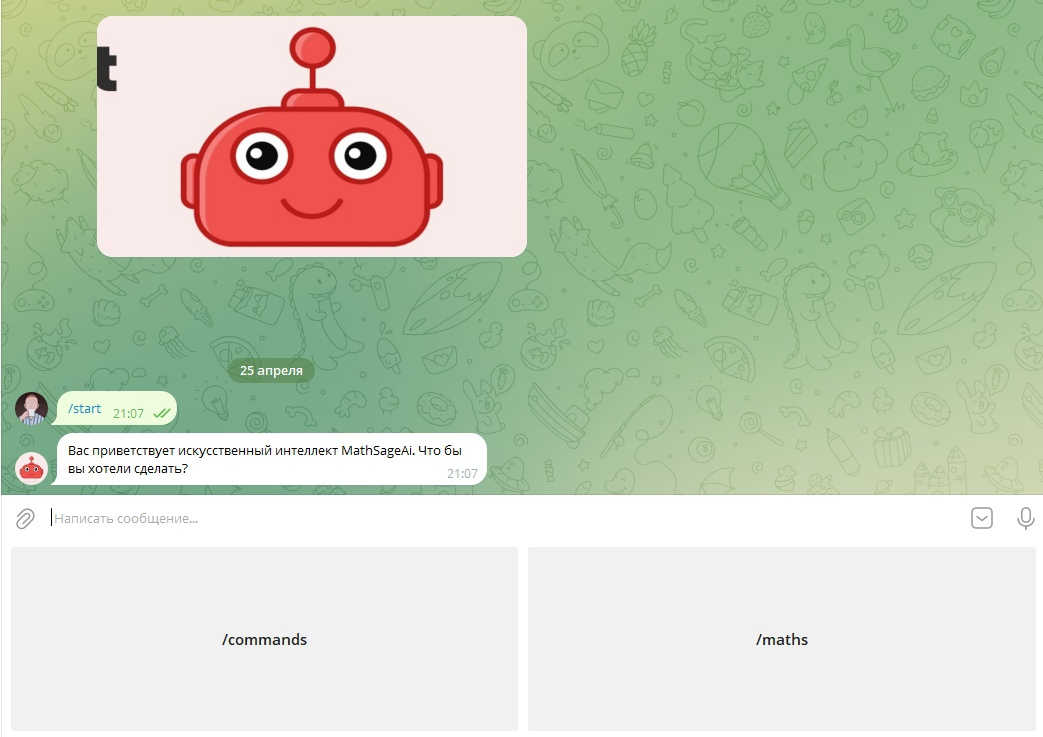 t
25 апреля
/start 21:07
Вас приветствует искусственный интеллект MathSageAi. Что бы
вы хотели сделать?
21:07
Написать сообщение...
/commands
/maths